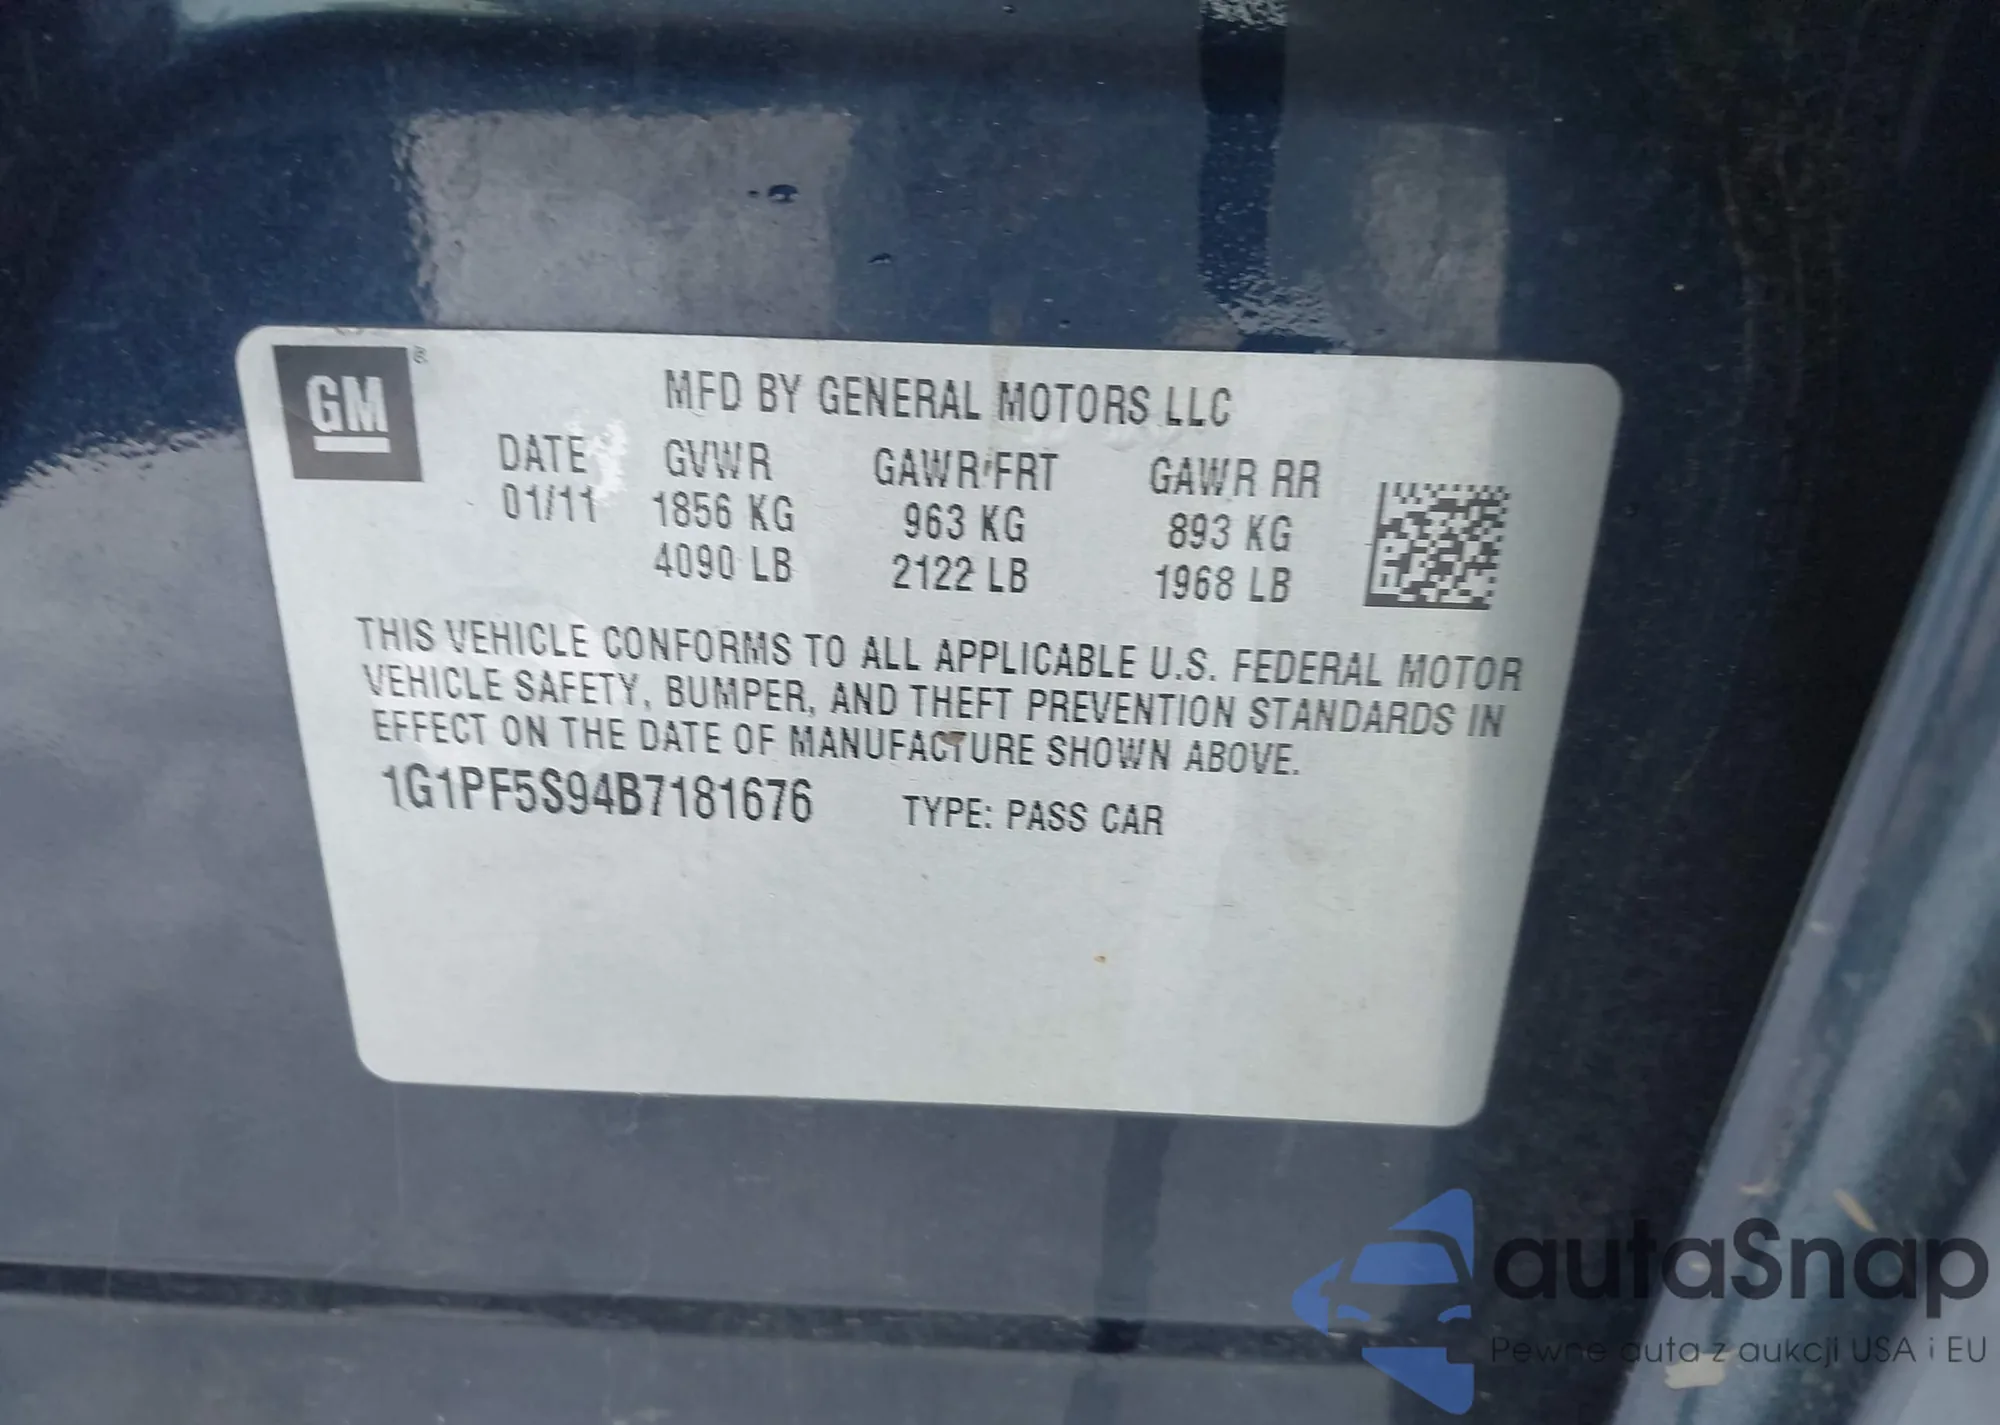 GM
MFD BY GENERAL MOTORS LLC
DATE GVWR GAWR FRT GAWR RR
01/11 1856 KG 963 KG 893 KG
4090 LB 2122 LB 1968 LB
THIS VEHICLE CONFORMS TO ALL APPLICABLE U.S. FEDERAL MOTOR
VEHICLE SAFETY, BUMPER, AND THEFT PREVENTION STANDARDS IN
EFFECT ON THE DATE OF MANUFACTURE SHOWN ABOVE.
1G1PF5S94B7181676 TYPE: PASS CAR
autaSnap
Pewne auta z aukcji USA i EU